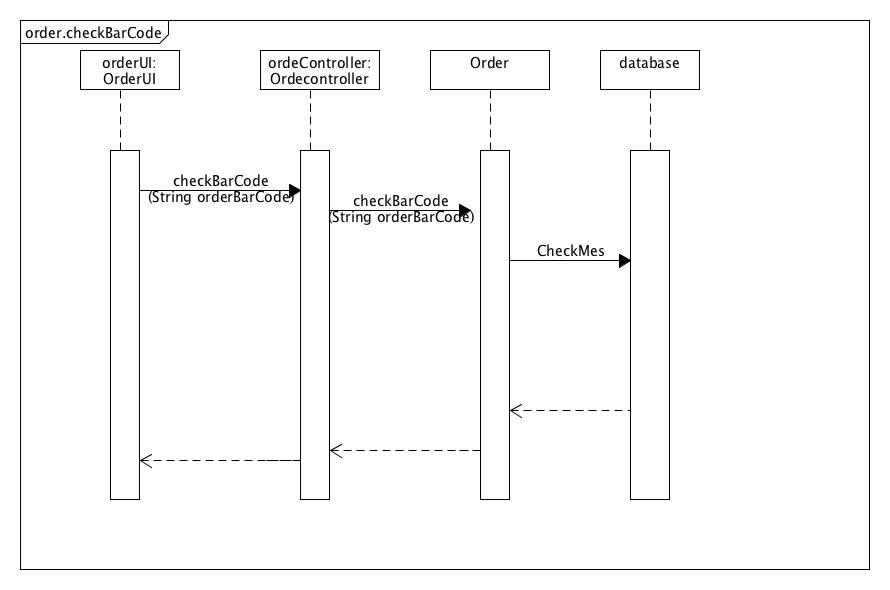 order.checkBarCode
orderUI:
OrderUI
ordeController:
Ordecontroller
Order
database
checkBarCode
(String orderBarCode)
checkBarCode
(String orderBarCode)
CheckMes